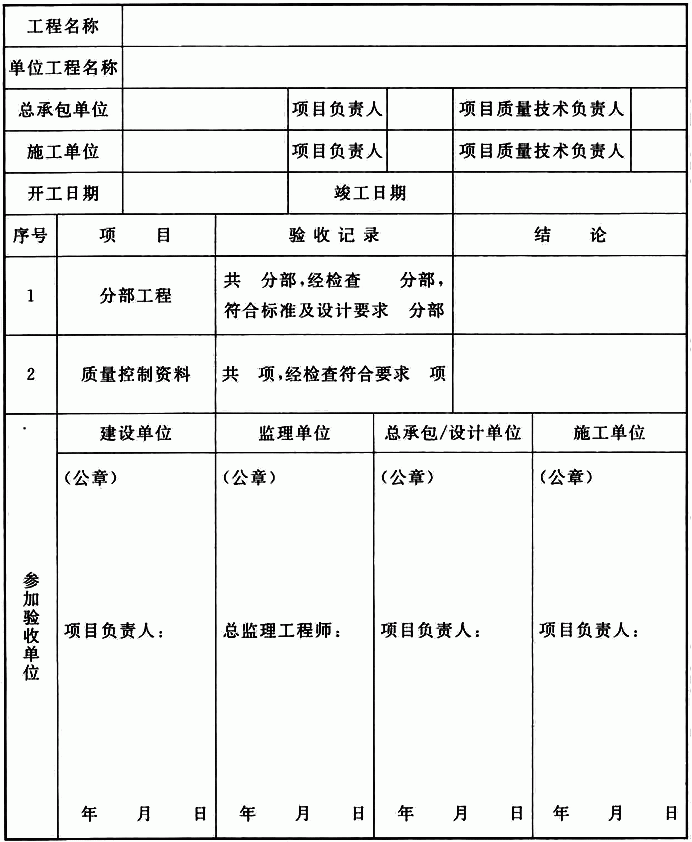 工程名称
单位工程名称
总承包单位 项目负责人 项目质量技术负责人
施工单位 项目负责人 项目质量技术负责人
开工日期 竣工日期
序号 项 目 验收记录 结 论
1 分部工程 共 分部,经检查 分部,
符合标准及设计要求 分部
2 质量控制资料 共 项,经检查符合要求 项
参加验收单位
建设单位 监理单位 总承包/设计单位 施工单位
(公章) (公章) (公章) (公章)
项目负责人: 总监理工程师: 项目负责人: 项目负责人:
年 月 日 年 月 日 年 月 日 年 月 日